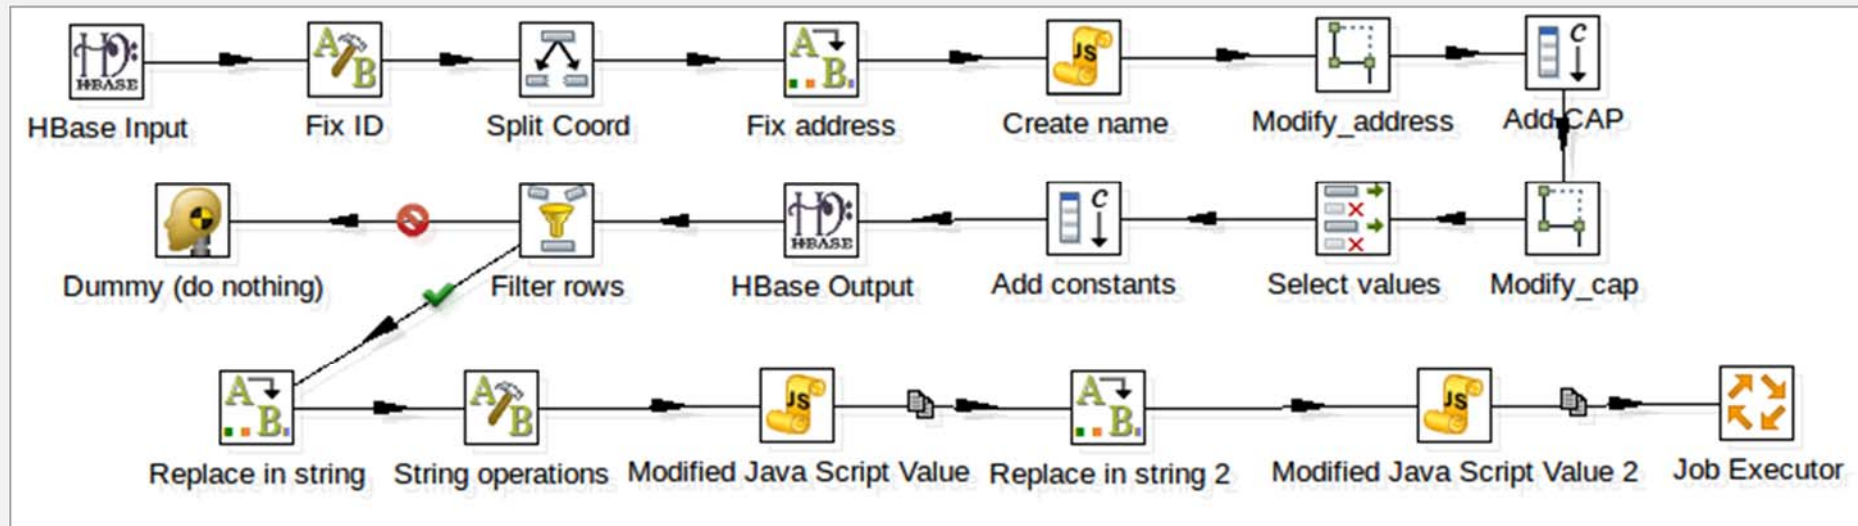 HBase Input
Fix ID
Split Coord
Fix address
Create name
Modify_address
Add CAP
Dummy (do nothing)
Filter rows
HBase Output
Add constants
Select values
Modify_cap
Replace in string
String operations
Modified Java Script Value
Replace in string 2
Modified Java Script Value 2
Job Executor